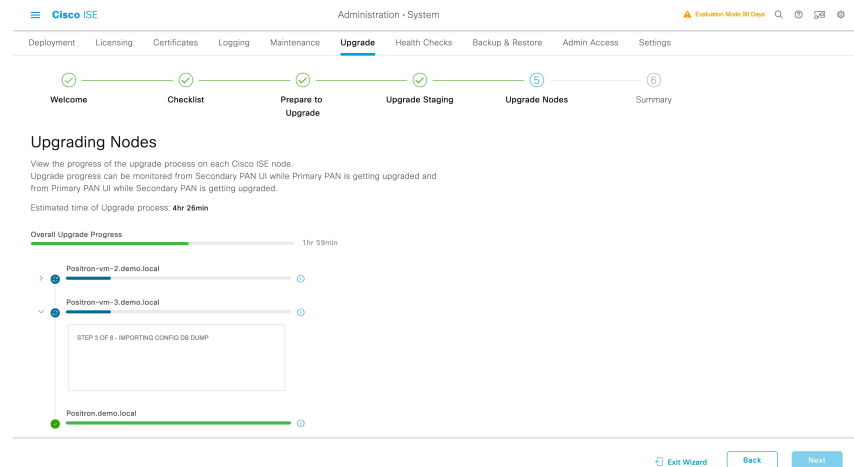 Cisco ISE
Administration · System
Evaluation Mode 90 Days
Deployment Licensing Certificates Logging Maintenance Upgrade Health Checks Backup & Restore Admin Access Settings
5 6
Welcome Checklist Prepare to Upgrade Staging Upgrade Nodes Summary
Upgrade
Upgrading Nodes
View the progress of the upgrade process on each Cisco ISE node.
Upgrade progress can be monitored from Secondary PAN UI while Primary PAN is getting upgraded and
from Primary PAN UI while Secondary PAN is getting upgraded.
Estimated time of Upgrade process: 4hr 26min
Overall Upgrade Progress
1hr 59min
Positron-vm-2.demo.local
Positron-vm-3.demo.local
STEP 3 OF 8 - IMPORTING CONFIG DB DUMP
Positron.demo.local
Exit Wizard Back Next